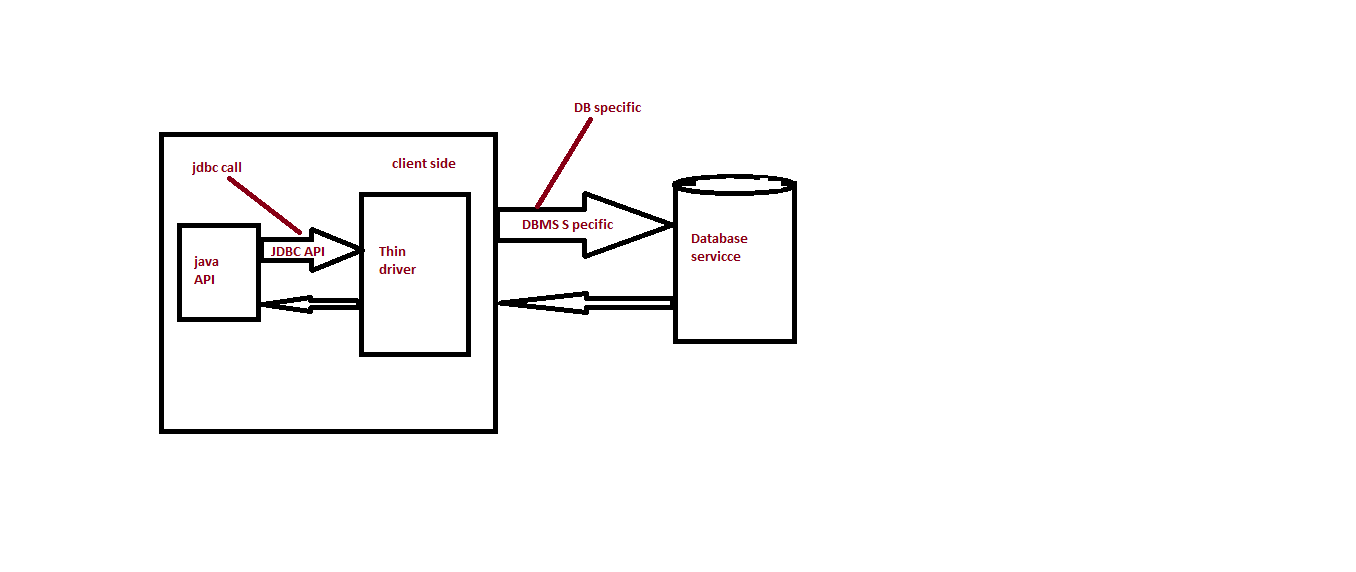 DB specific
jdbc call
client side
DBMS S pecific
java
API
JDBC API
Thin
driver
Database
servicce